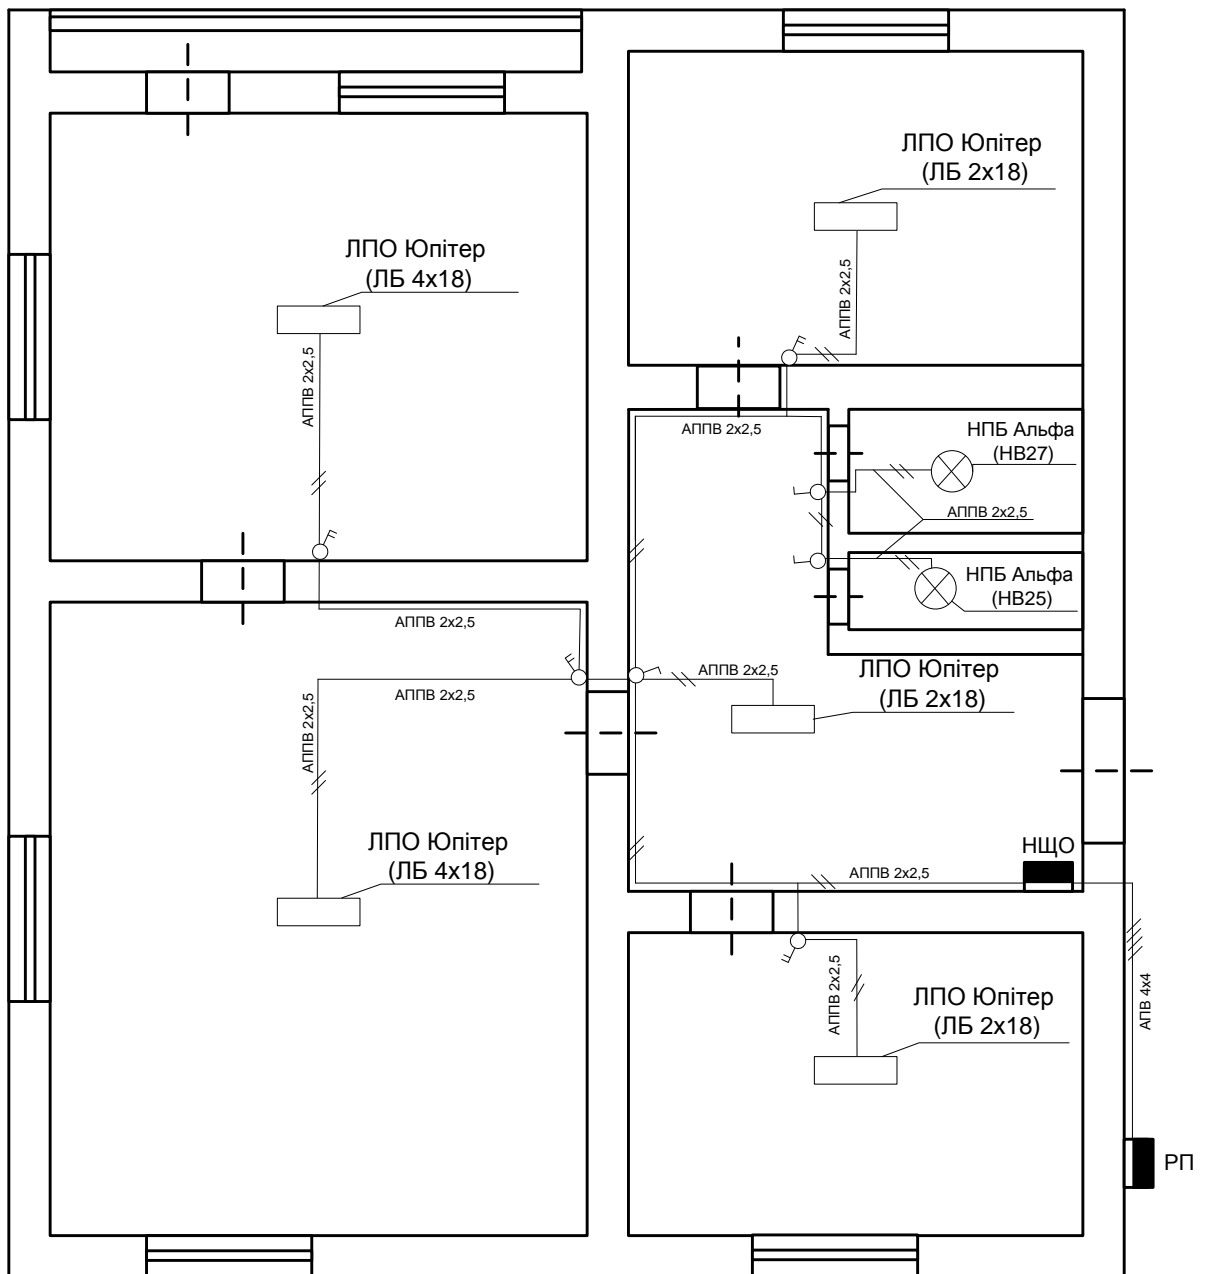 ЛПО Юпітер
(ЛБ 2х18)
АППВ 2х2,5
ЛПО Юпітер
(ЛБ 4х18)
АППВ 2х2,5
АППВ 2х2,5
НПБ Альфа
(НВ27)
АППВ 2х2,5
НПБ Альфа
(НВ25)
АППВ 2х2,5
АППВ 2х2,5
АППВ 2х2,5
АППВ 2х2,5
ЛПО Юпітер
(ЛБ 2х18)
ЛПО Юпітер
(ЛБ 4х18)
НЩО
АППВ 2х2,5
АППВ 2х2,5
ЛПО Юпітер
(ЛБ 2х18)
АПВ 4х4
РП